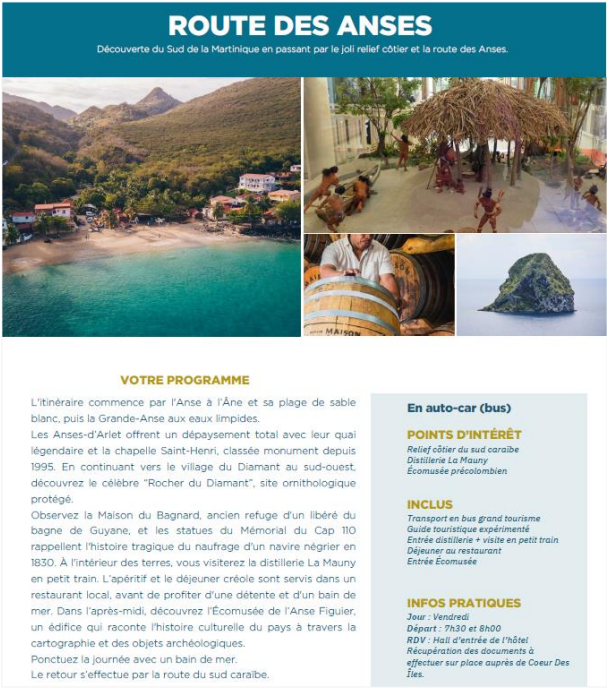 ROUTE DES ANSES
Découverte du Sud de la Martinique en passant par le joli relief côtier et la route des Anses.
MAISON
MAISON
VOTRE PROGRAMME
L'itinéraire commence par l'Anse à l'Âne et sa plage de sable
blanc, puis la Grande-Anse aux eaux limpides.
Les Anses-d'Arlet offrent un dépaysement total avec leur quai
légendaire et la chapelle Saint-Henri, classée monument depuis
1995. En continuant vers le village du Diamant au sud-ouest,
découvrez le célèbre “Rocher du Diamant”, site ornithologique
protégé.
Observez la Maison du Bagnard, ancien refuge d'un libéré du
bagne de Guyane, et les statues du Mémorial du Cap 110
rappellent l'histoire tragique du naufrage d'un navire négrier en
1830. À l'intérieur des terres, vous visiterez la distillerie La Mauny
en petit train. L'apéritif et le déjeuner créole sont servis dans un
restaurant local, avant de profiter d'une détente et d'un bain de
mer. Dans l'après-midi, découvrez l'Écomusée de l'Anse Figuier,
un édifice qui raconte l'histoire culturelle du pays à travers la
cartographie et des objets archéologiques.
Ponctuez la journée avec un bain de mer.
Le retour s'effectue par la route du sud caraïbe.
En auto-car (bus)
POINTS D'INTÉRÊT
Relief côtier du sud caraïbe
Distillerie La Mauny
Écomusée précolombien
INCLUS
Transport en bus grand tourisme
Guide touristique expérimenté
Entrée distillerie + visite en petit train
Déjeuner au restaurant
Entrée Écomusée
INFOS PRATIQUES
Jour : Vendredi
Départ : 7h30 et 8h00
RDV : Hall d'entrée de l'hôtel
Récupération des documents à
effectuer sur place auprès de Coeur Des
Îles.